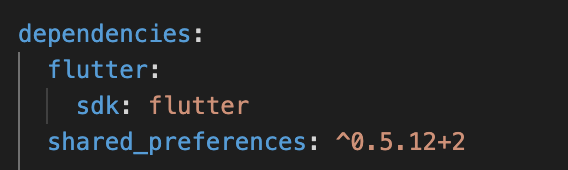 dependencies:
flutter:
sdk: flutter
shared_preferences: ^0.5.12+2